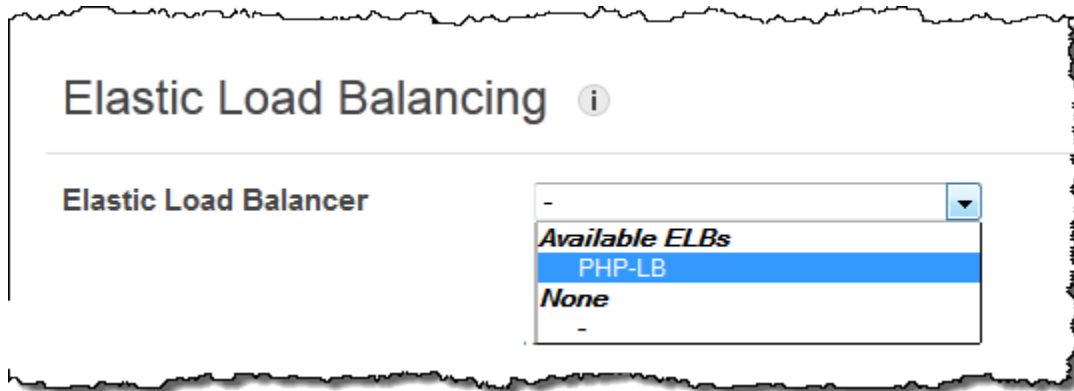 Elastic Load Balancing i
Elastic Load Balancer
-
Available ELBs
PHP-LB
None
-